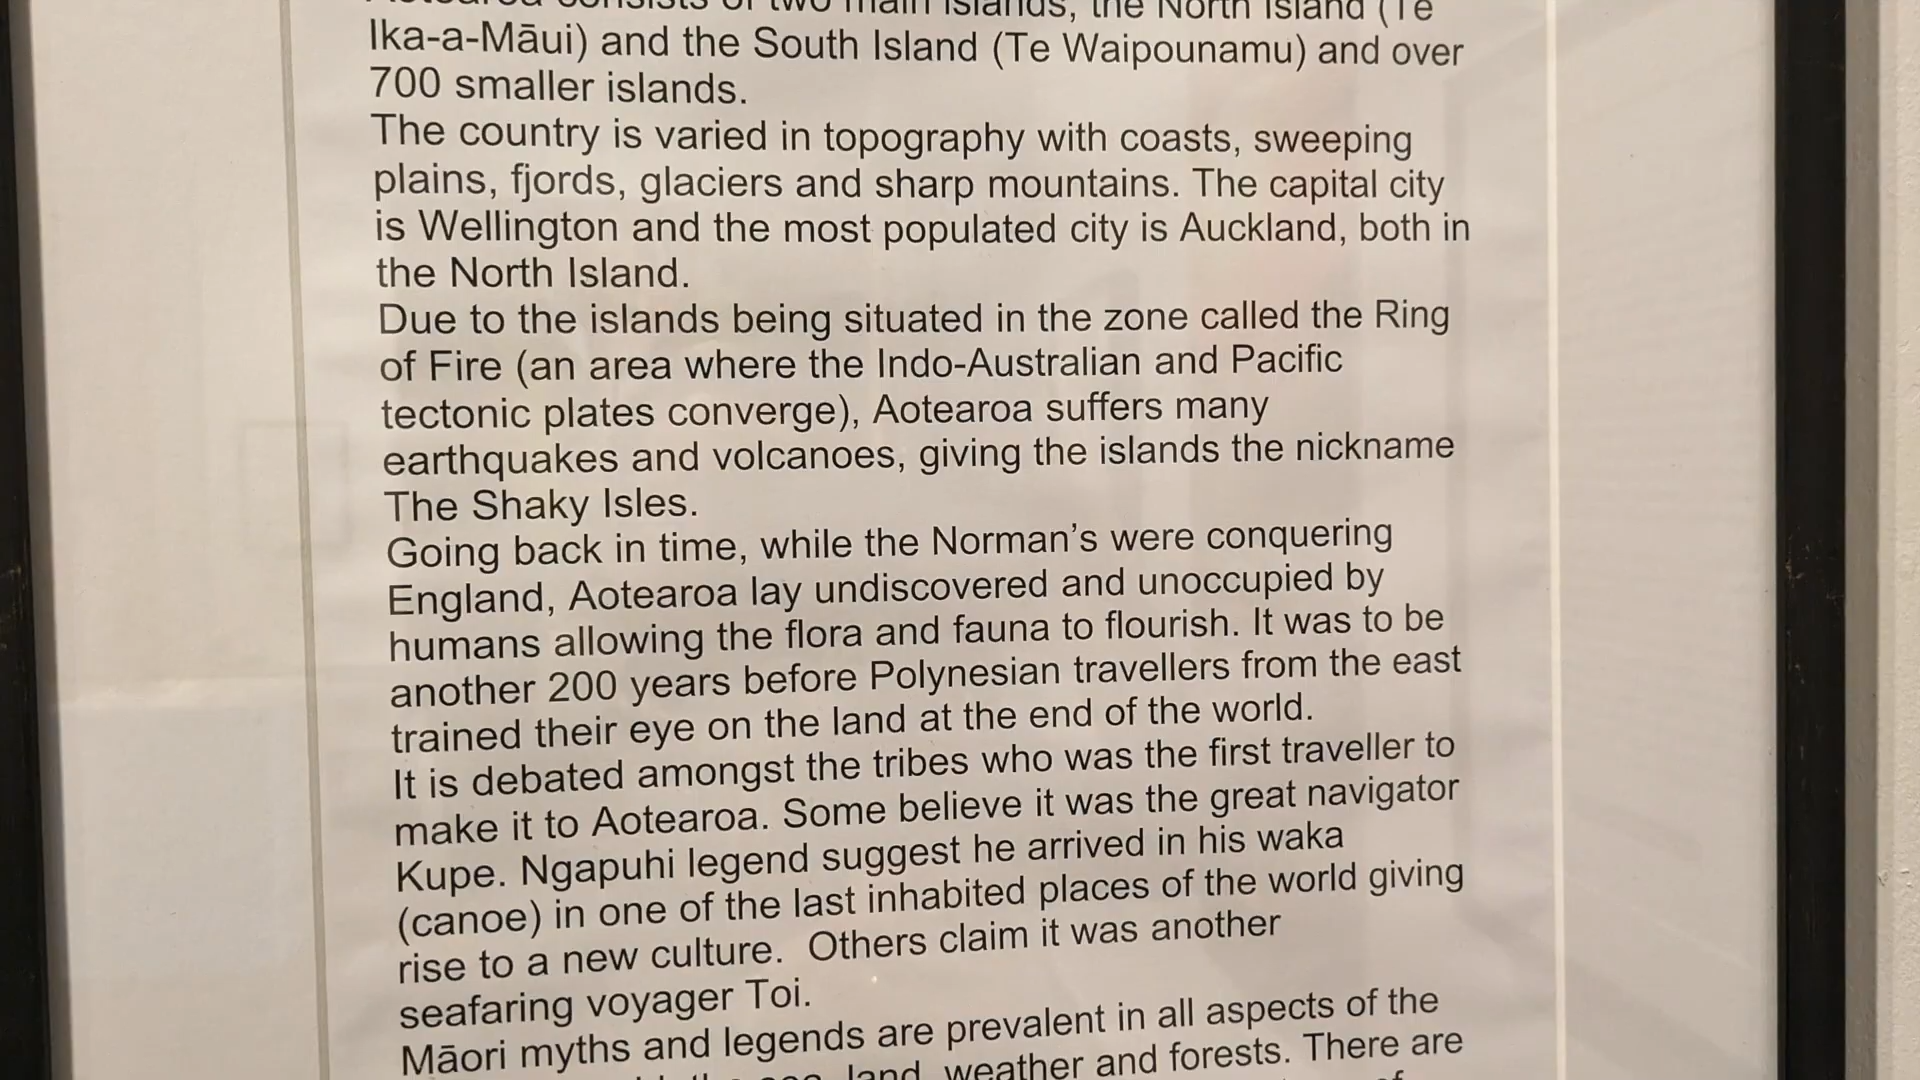 Aotearoa consists of two main islands, the North Island (Te
Ika-a-Māui) and the South Island (Te Waipounamu) and over
700 smaller islands.
The country is varied in topography with coasts, sweeping
plains, fjords, glaciers and sharp mountains. The capital city
is Wellington and the most populated city is Auckland, both in
the North Island.
Due to the islands being situated in the zone called the Ring
of Fire (an area where the Indo-Australian and Pacific
tectonic plates converge), Aotearoa suffers many
earthquakes and volcanoes, giving the islands the nickname
The Shaky Isles.
Going back in time, while the Norman’s were conquering
England, Aotearoa lay undiscovered and unoccupied by
humans allowing the flora and fauna to flourish. It was to be
another 200 years before Polynesian travellers from the east
trained their eye on the land at the end of the world.
It is debated amongst the tribes who was the first traveller to
make it to Aotearoa. Some believe it was the great navigator
Kupe. Ngapuhi legend suggest he arrived in his waka
(canoe) in one of the last inhabited places of the world giving
rise to a new culture.  Others claim it was another
seafaring voyager Toi.
Māori myths and legends are prevalent in all aspects of the
land, weather and forests. There are